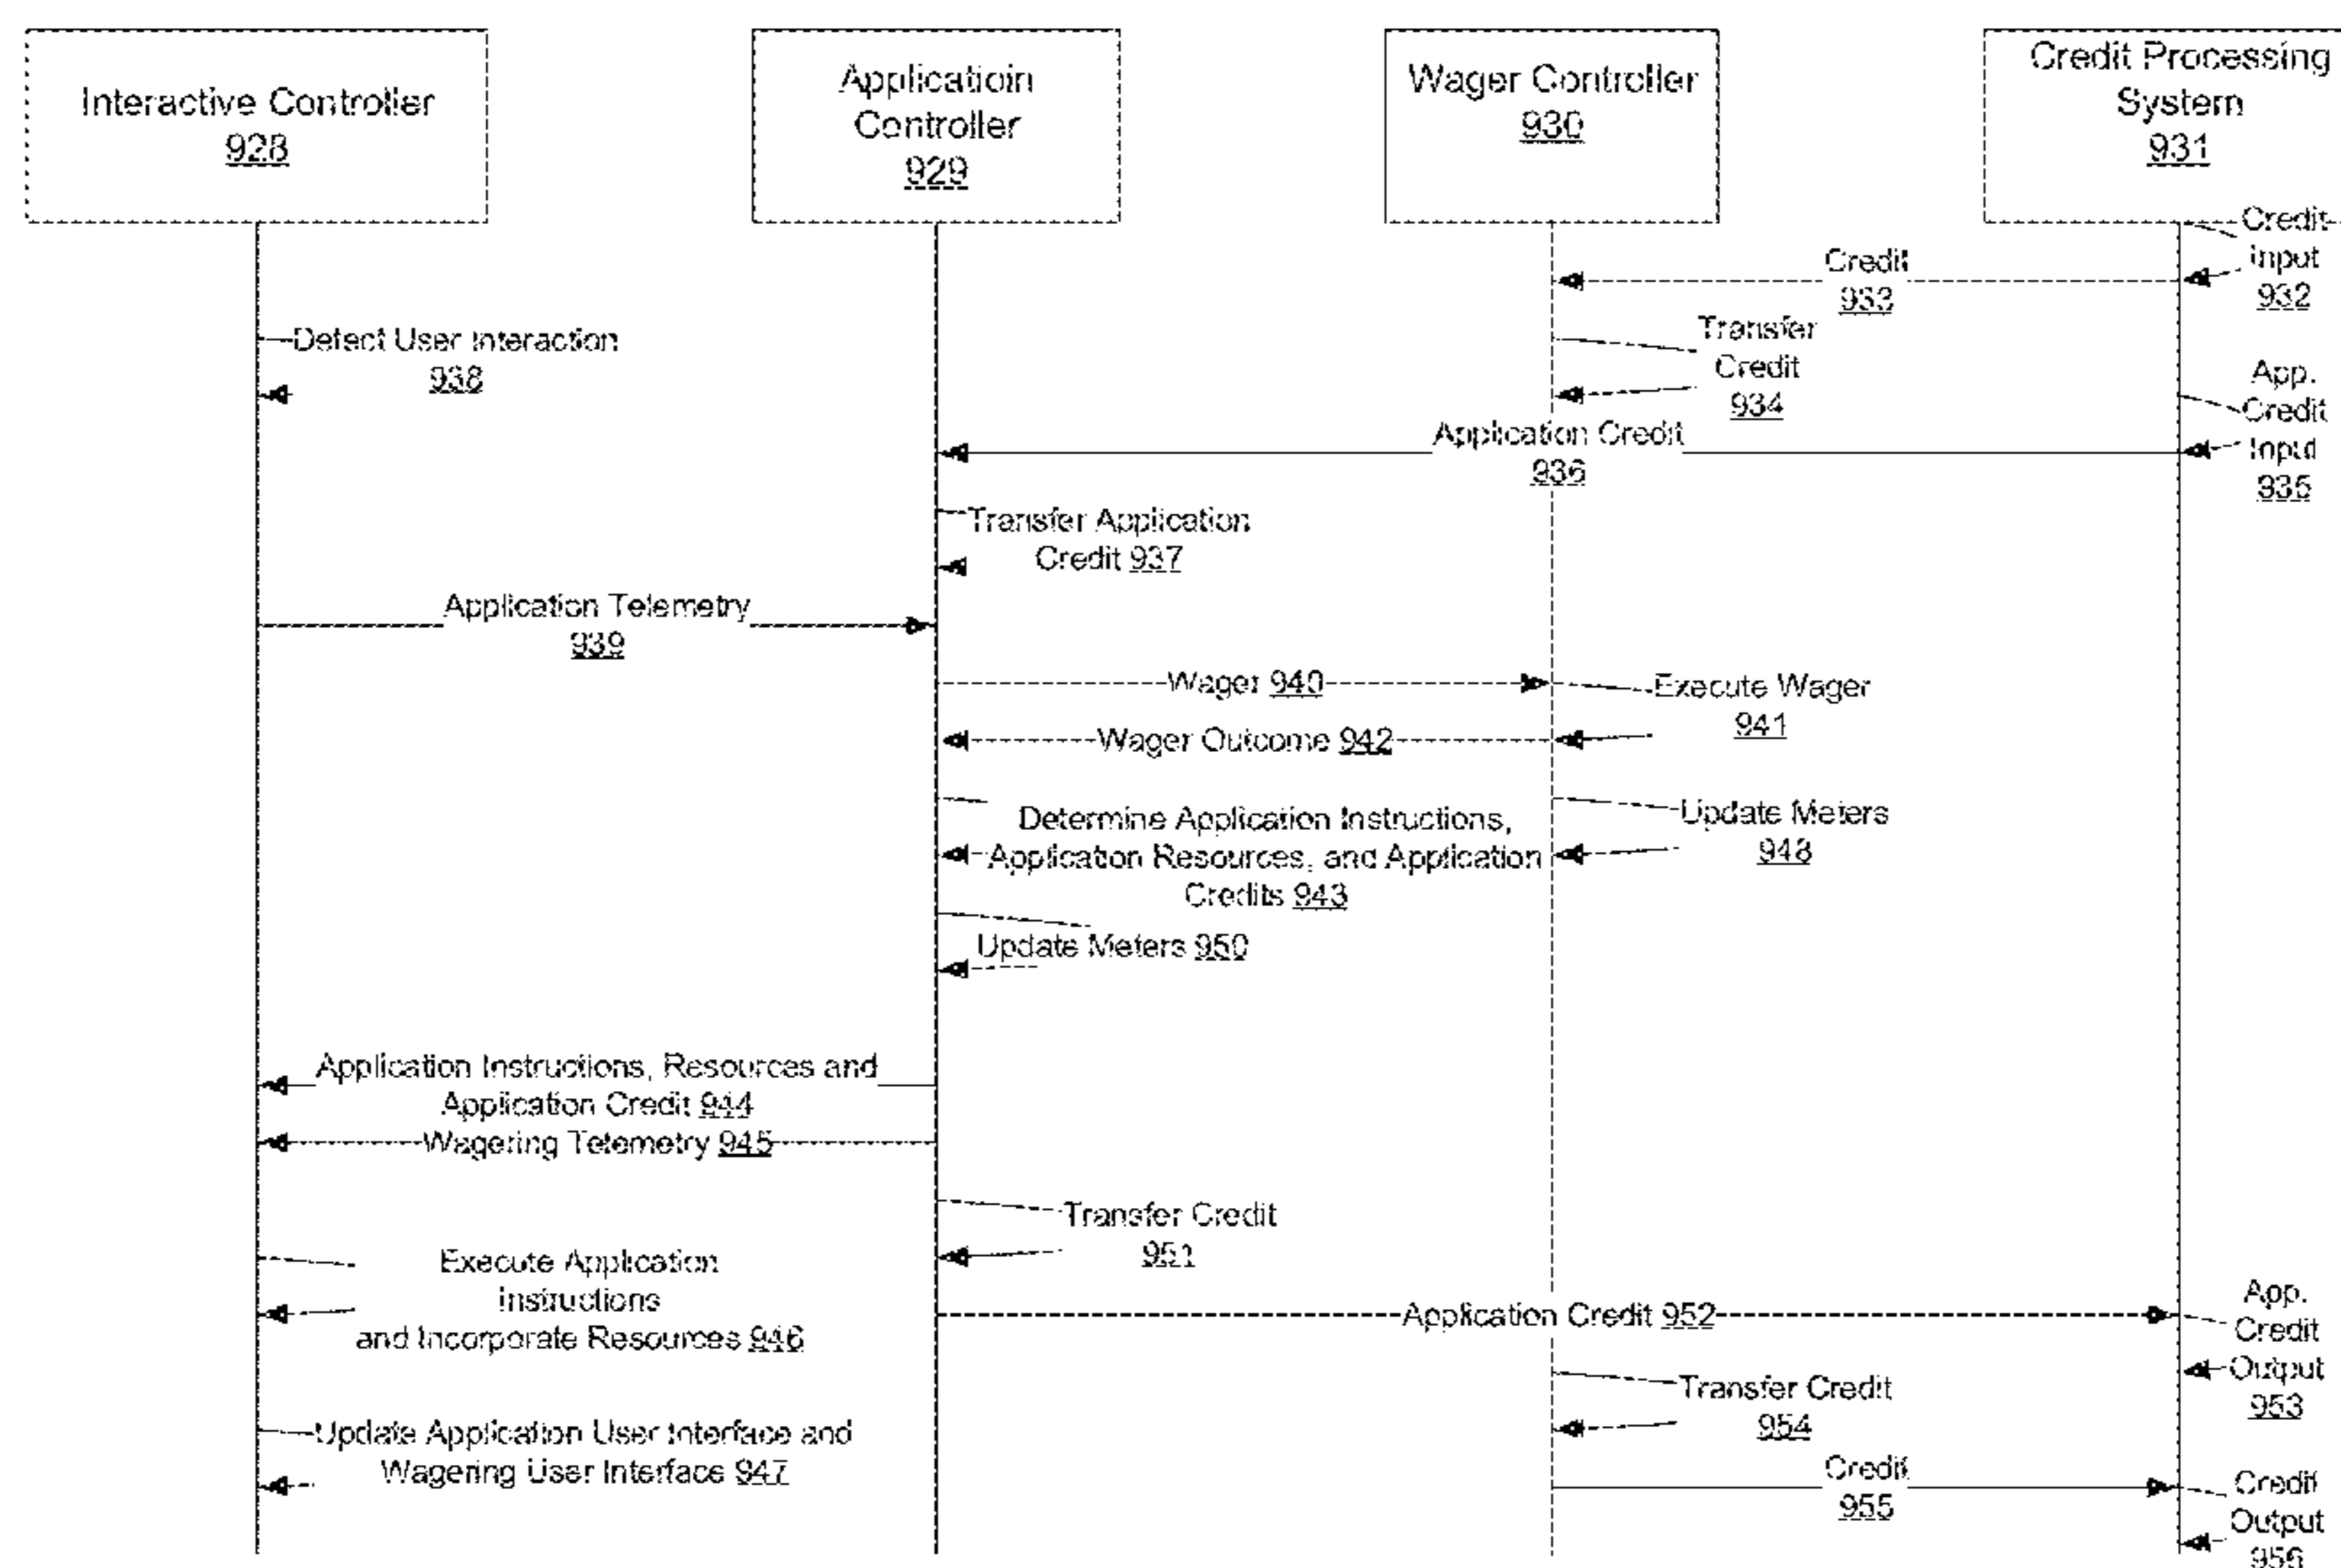 Interactive Controller
928
Applicatioin
Controller
929
Wager Controller
930
Credit Processing
System
931
Credit
Input
932
Credit
933
Transfer
Credit
934
Detect User Interaction
938
App.
Credit
Input
935
Application Credit
936
Transfer Application
Credit 937
Application Telemetry
939
Wager 940
Execute Wager
941
Wager Outcome 942
Determine Application Instructions,
Application Resources, and Application
Credits 943
Update Meters
948
Update Meters 950
Application Instructions, Resources and
Application Credit 944
Wagering Telemetry 945
Transfer Credit
951
Execute Application
Instructions
and Incorporate Resources 946
Application Credit 952
App.
Credit
Output
953
Transfer Credit
954
Update Application User Interface and
Wagering User Interface 947
Credit
955
Credit
Output
956